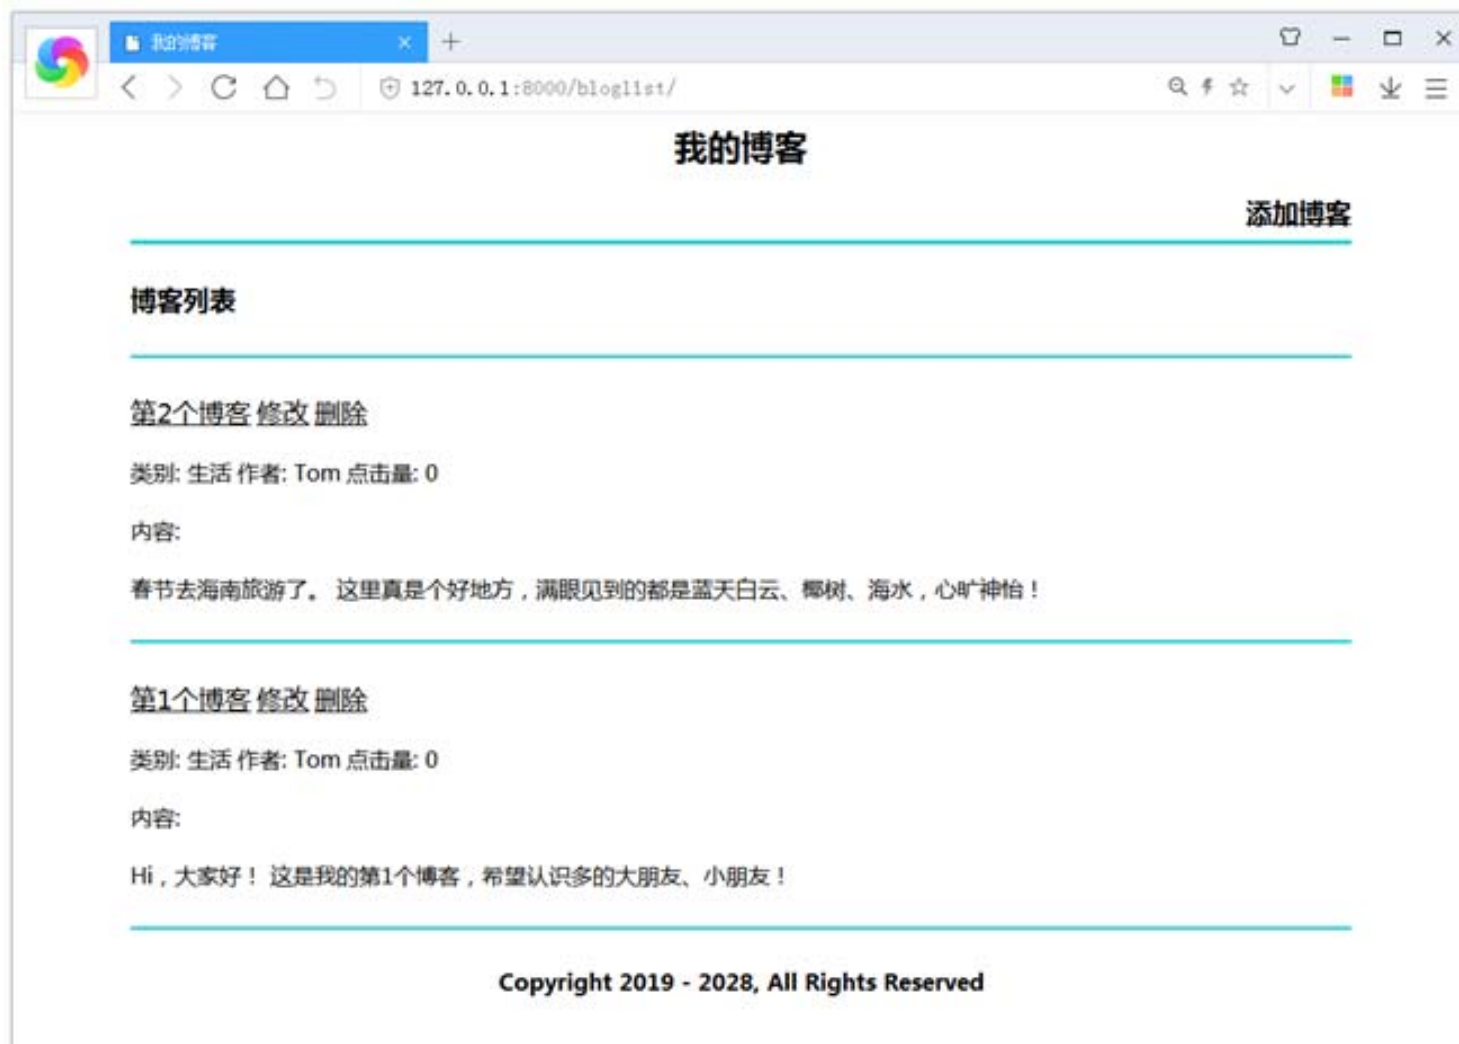 我的博客
127.0.0.1:8000/bloglist/
我的博客
添加博客
博客列表
第2个博客 修改 删除
类别: 生活 作者: Tom 点击量: 0
内容:
春节去海南旅游了。 这里真是个好地方，满眼见到的都是蓝天白云、椰树、海水，心旷神怡！
第1个博客 修改 删除
类别: 生活 作者: Tom 点击量: 0
内容:
Hi，大家好！ 这是我的第1个博客，希望认识多的大朋友、小朋友！
Copyright 2019 - 2028, All Rights Reserved